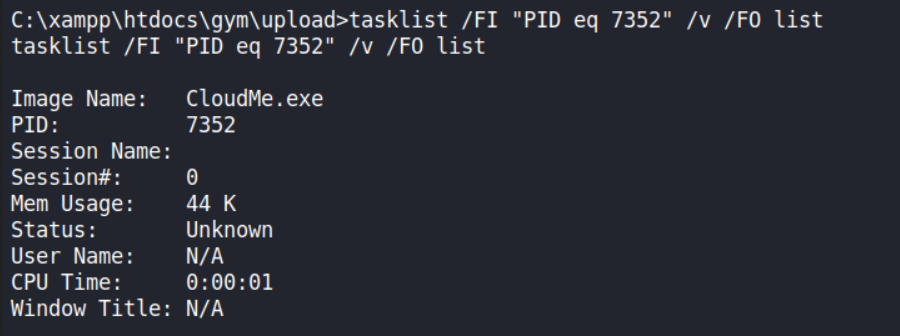 C:\xampp\htdocs\gym\upload>tasklist /FI "PID eq 7352" /v /FO list
tasklist /FI "PID eq 7352" /v /FO list
Image Name:   CloudMe.exe
PID:          7352
Session Name:
Session#:     0
Mem Usage:    44 K
Status:       Unknown
User Name:    N/A
CPU Time:     0:00:01
Window Title: N/A